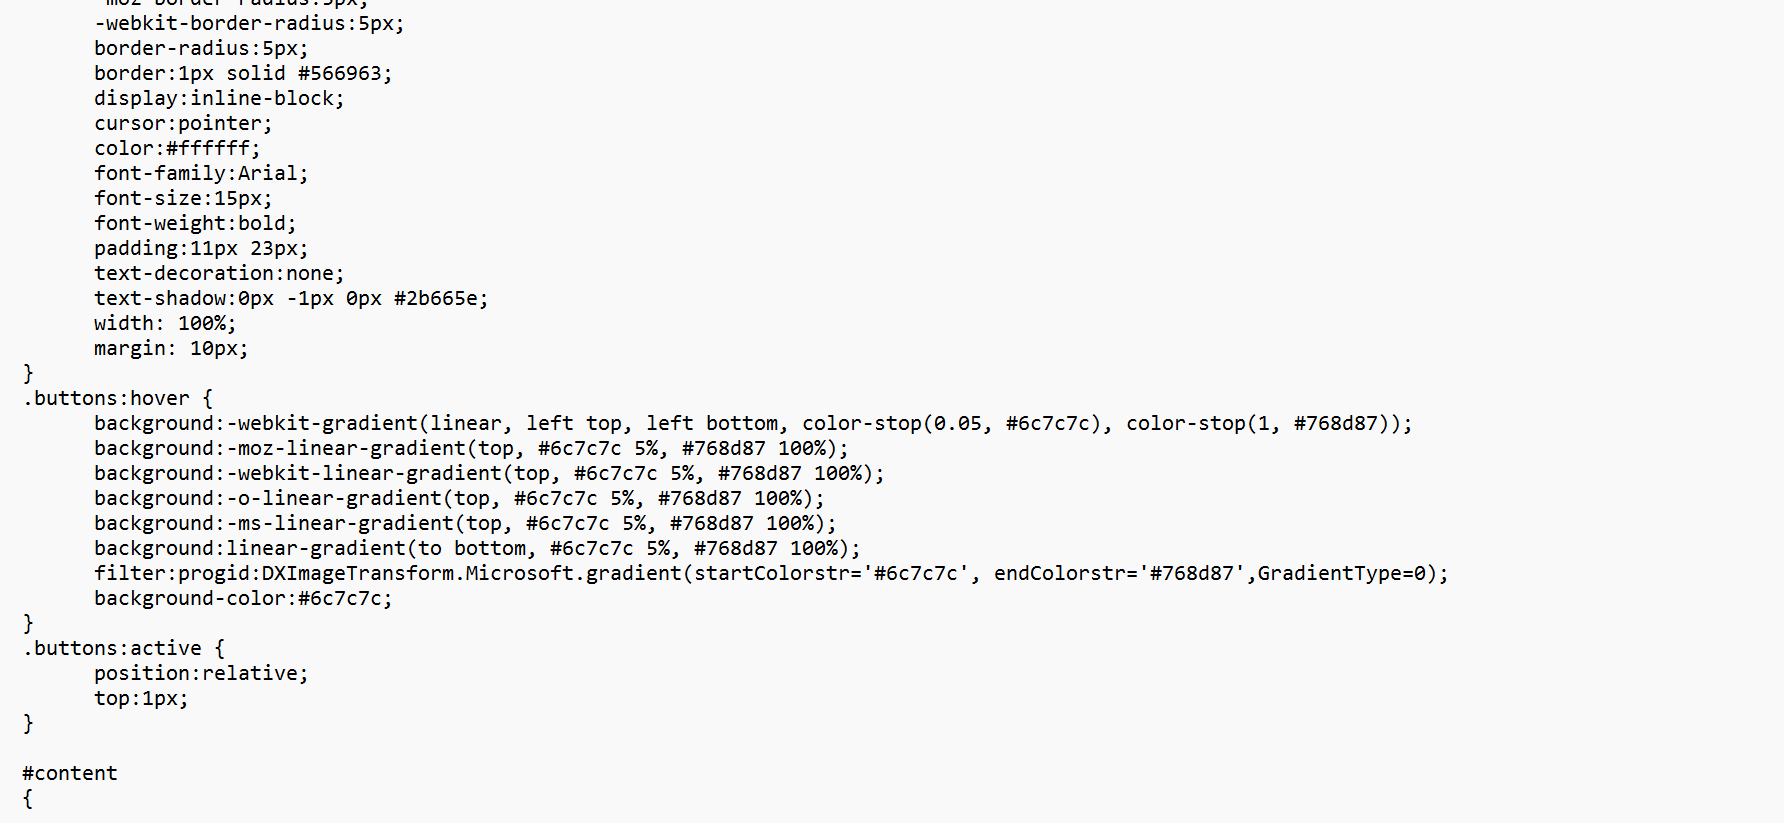 -moz-border-radius:5px;
-webkit-border-radius:5px;
border-radius:5px;
border:1px solid #566963;
display:inline-block;
cursor:pointer;
color:#ffffff;
font-family:Arial;
font-size:15px;
font-weight:bold;
padding:11px 23px;
text-decoration:none;
text-shadow:0px -1px 0px #2b665e;
width: 100%;
margin: 10px;
}
.buttons:hover {
background:-webkit-gradient(linear, left top, left bottom, color-stop(0.05, #6c7c7c), color-stop(1, #768d87));
background:-moz-linear-gradient(top, #6c7c7c 5%, #768d87 100%);
background:-webkit-linear-gradient(top, #6c7c7c 5%, #768d87 100%);
background:-o-linear-gradient(top, #6c7c7c 5%, #768d87 100%);
background:-ms-linear-gradient(top, #6c7c7c 5%, #768d87 100%);
background:linear-gradient(to bottom, #6c7c7c 5%, #768d87 100%);
filter:progid:DXImageTransform.Microsoft.gradient(startColorstr='#6c7c7c', endColorstr='#768d87',GradientType=0);
background-color:#6c7c7c;
}
.buttons:active {
position:relative;
top:1px;
}
#content
{